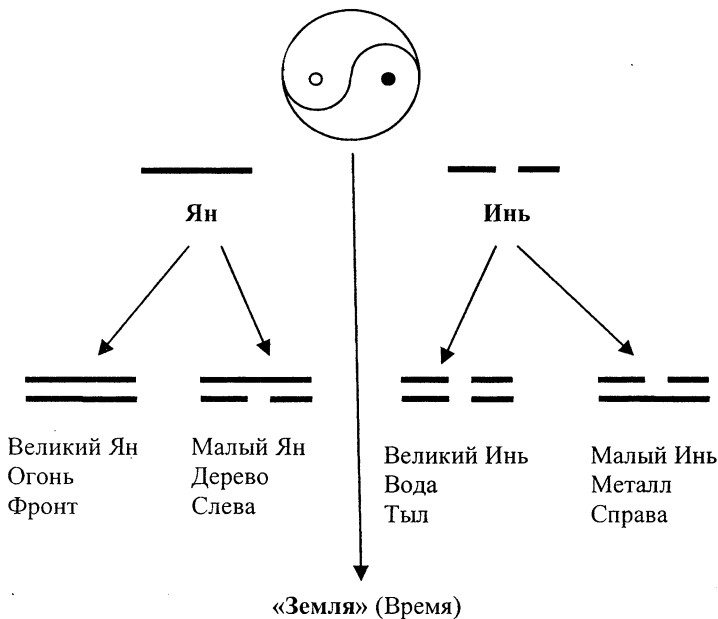 Ян
Инь
Великий Ян
Огонь
Фронт
Малый Ян
Дерево
Слева
Великий Инь
Вода
Тыл
Малый Инь
Металл
Справа
«Земля» (Время)